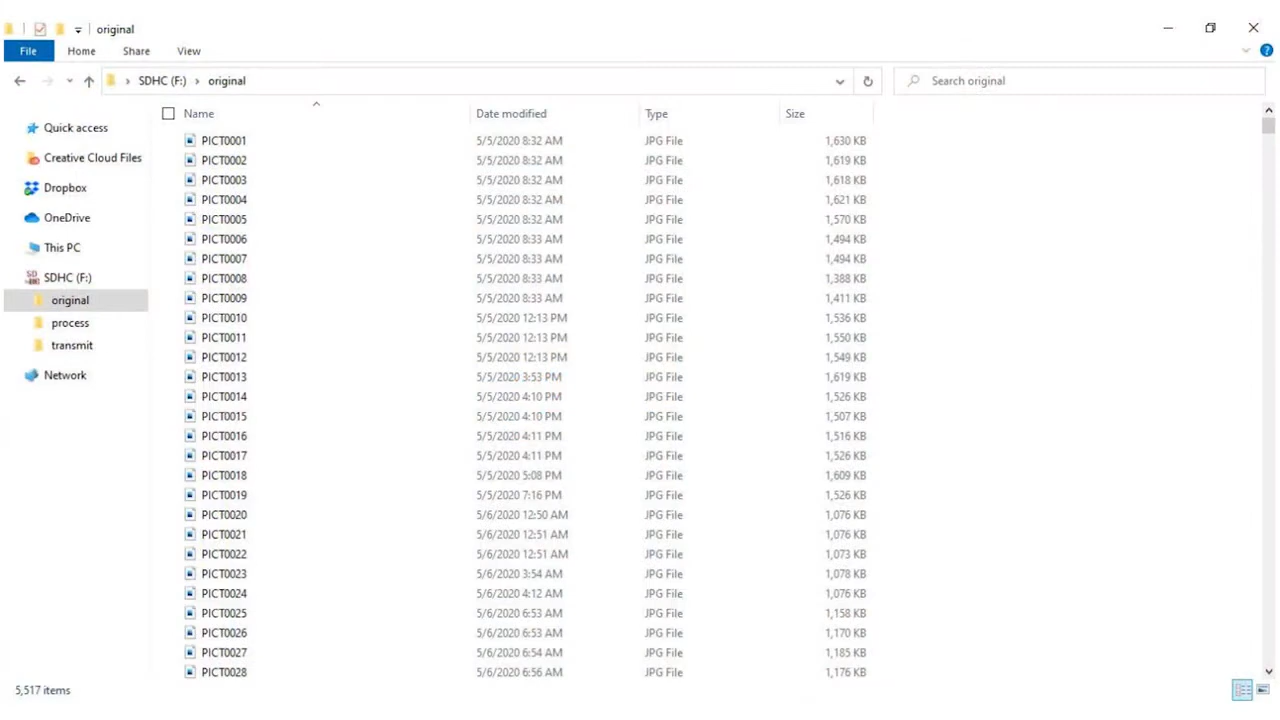 original
File Home Share View
SDHC (F:) › original
Search original
Name Date modified Type Size
Quick access
Creative Cloud Files
Dropbox
OneDrive
This PC
SDHC (F:)
original
process
transmit
Network
PICT0001 5/5/2020 8:32 AM JPG File 1,630 KB
PICT0002 5/5/2020 8:32 AM JPG File 1,619 KB
PICT0003 5/5/2020 8:32 AM JPG File 1,618 KB
PICT0004 5/5/2020 8:32 AM JPG File 1,621 KB
PICT0005 5/5/2020 8:32 AM JPG File 1,570 KB
PICT0006 5/5/2020 8:33 AM JPG File 1,494 KB
PICT0007 5/5/2020 8:33 AM JPG File 1,494 KB
PICT0008 5/5/2020 8:33 AM JPG File 1,388 KB
PICT0009 5/5/2020 8:33 AM JPG File 1,411 KB
PICT0010 5/5/2020 12:13 PM JPG File 1,536 KB
PICT0011 5/5/2020 12:13 PM JPG File 1,550 KB
PICT0012 5/5/2020 12:13 PM JPG File 1,549 KB
PICT0013 5/5/2020 3:53 PM JPG File 1,619 KB
PICT0014 5/5/2020 4:10 PM JPG File 1,526 KB
PICT0015 5/5/2020 4:10 PM JPG File 1,507 KB
PICT0016 5/5/2020 4:11 PM JPG File 1,516 KB
PICT0017 5/5/2020 4:11 PM JPG File 1,526 KB
PICT0018 5/5/2020 5:08 PM JPG File 1,609 KB
PICT0019 5/5/2020 7:16 PM JPG File 1,526 KB
PICT0020 5/6/2020 12:50 AM JPG File 1,076 KB
PICT0021 5/6/2020 12:51 AM JPG File 1,076 KB
PICT0022 5/6/2020 12:51 AM JPG File 1,073 KB
PICT0023 5/6/2020 3:54 AM JPG File 1,078 KB
PICT0024 5/6/2020 4:12 AM JPG File 1,076 KB
PICT0025 5/6/2020 6:53 AM JPG File 1,158 KB
PICT0026 5/6/2020 6:53 AM JPG File 1,170 KB
PICT0027 5/6/2020 6:54 AM JPG File 1,185 KB
PICT0028 5/6/2020 6:56 AM JPG File 1,176 KB
5,517 items